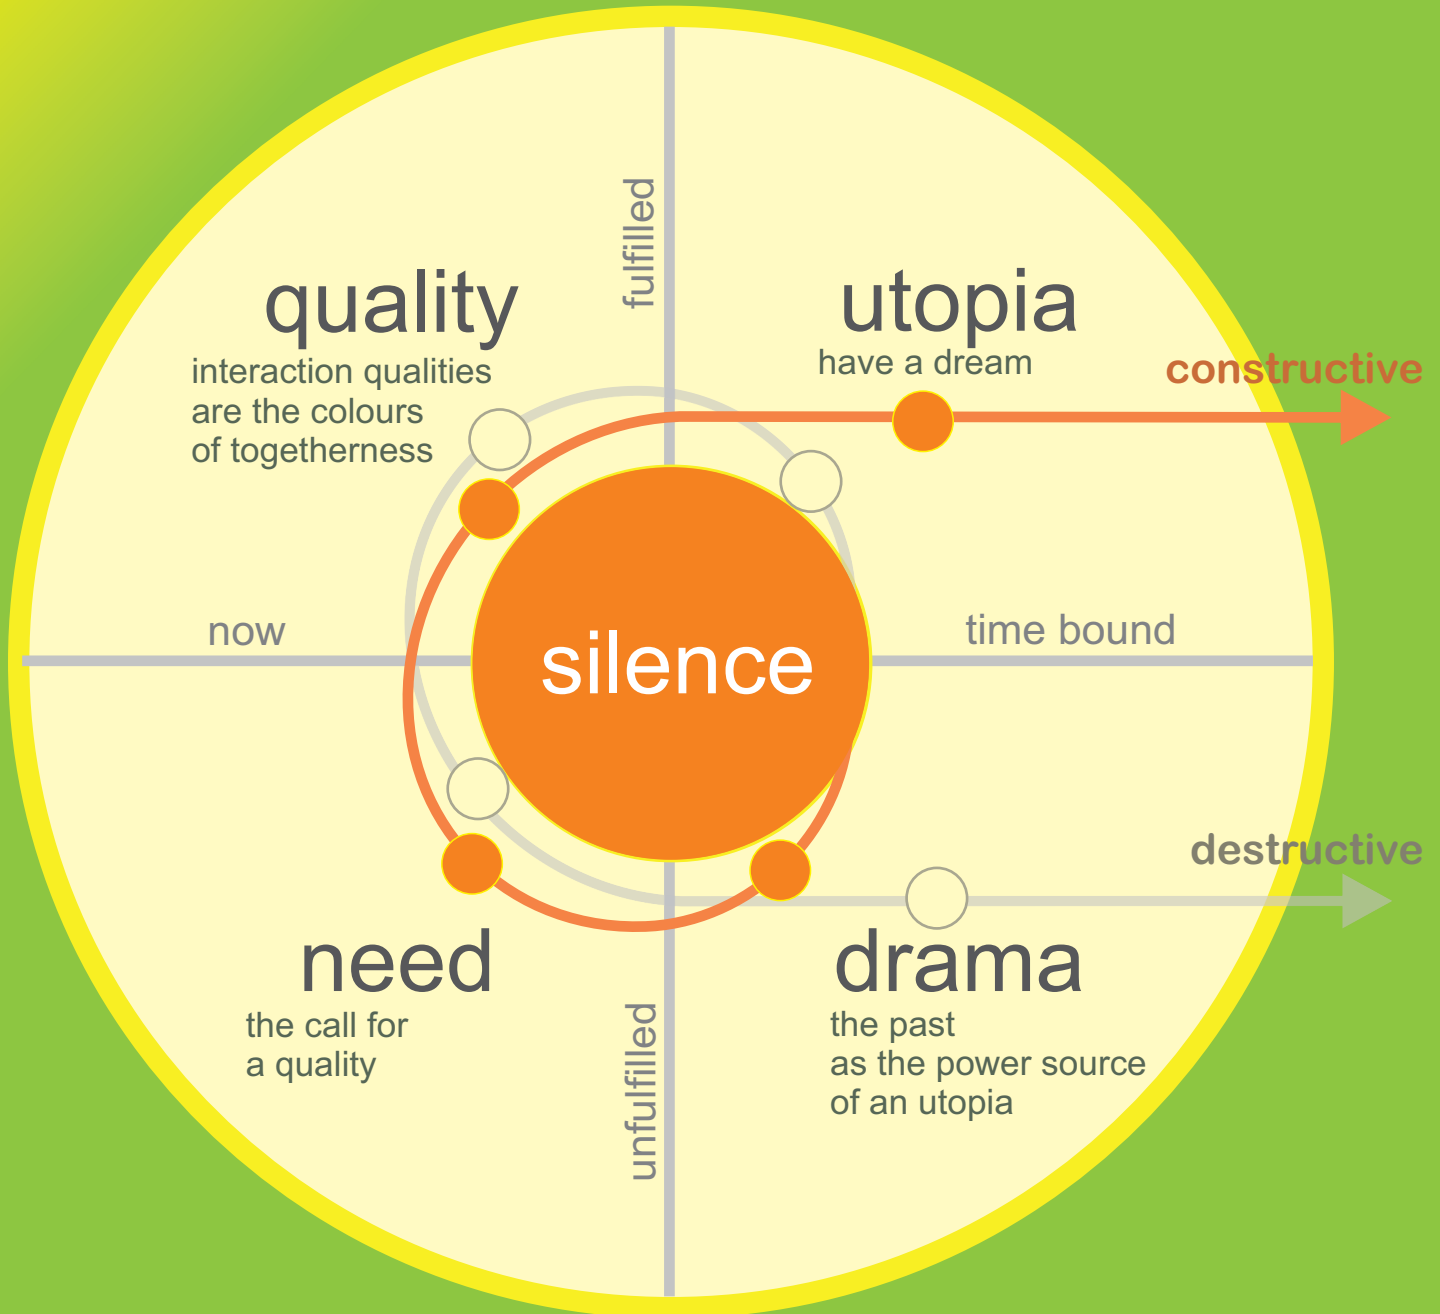 fulfilled
quality
interaction qualities
are the colours
of togetherness
utopia
have a dream
constructive
now
silence
time bound
destructive
need
the call for
a quality
unfulfilled
drama
the past
as the power source
of an utopia